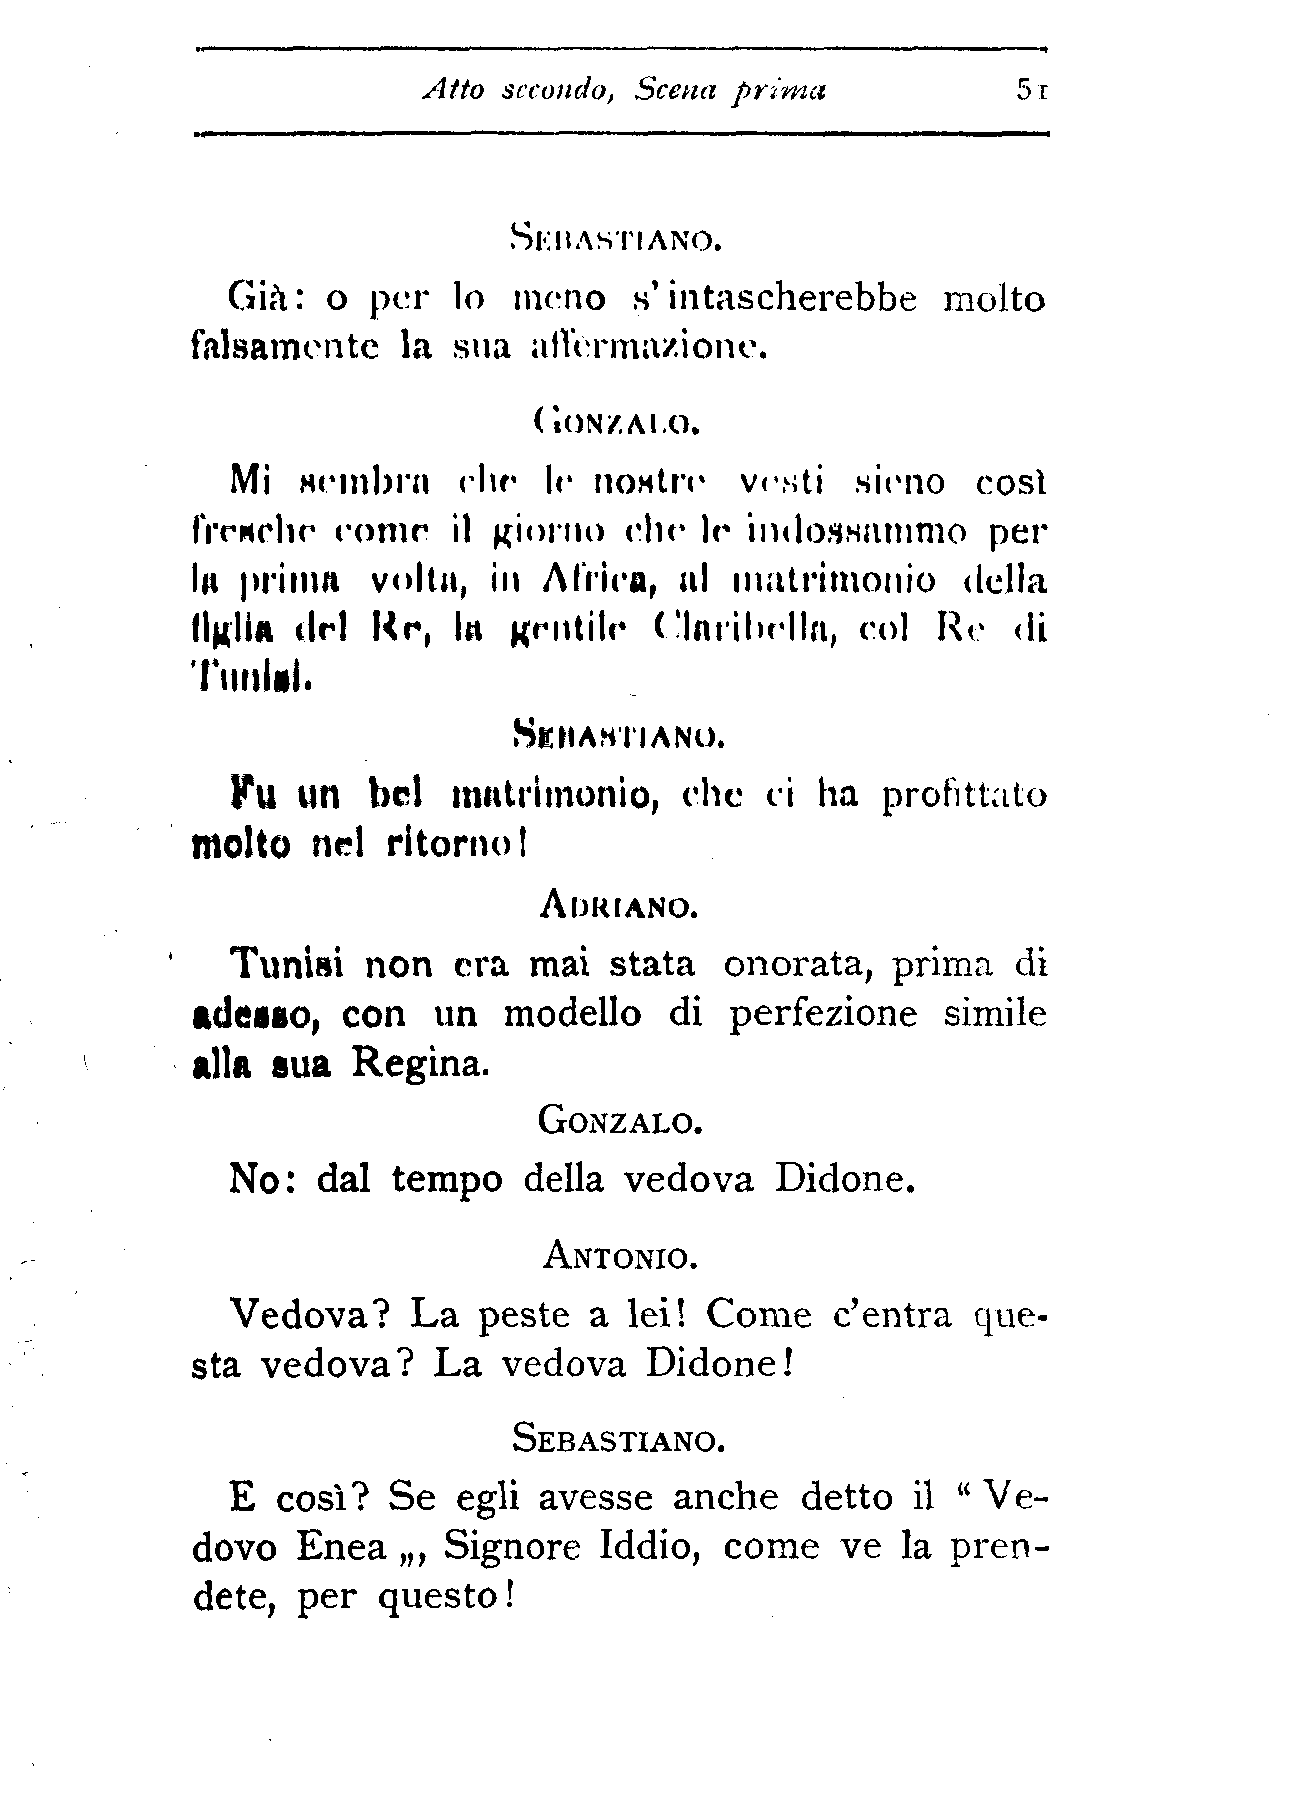 Atto secondo, Scena prima 51
SEBASTIANO.
Già: o per lo meno s'intascherebbe molto
falsamente la sua affermazione.
GONZALO.
Mi sembra che le nostre vesti sieno così
fresche come il giorno che le indossammo per
la prima volta, in Africa, al matrimonio della
figlia del Re, la gentile Claribella, col Re di
Tunisi.
SEBASTIANO.
Fu un bel matrimonio, che ci ha profittato
molto nel ritorno!
ADRIANO.
Tunisi non era mai stata onorata, prima di
adesso, con un modello di perfezione simile
alla sua Regina.
GONZALO.
No: dal tempo della vedova Didone.
ANTONIO.
Vedova? La peste a lei! Come c'entra que-
sta vedova? La vedova Didone!
SEBASTIANO.
E così? Se egli avesse anche detto il “ Ve-
dovo Enea „, Signore Iddio, come ve la pren-
dete, per questo!